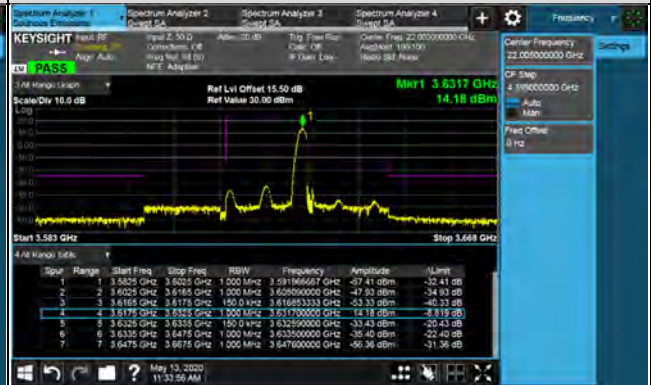 Spectrum Analyzer 1
Spurious Emissions
Spectrum Analyzer 2
Swept SA
Spectrum Analyzer 3
Swept SA
Spectrum Analyzer 4
Swept SA
Frequency
KEYSIGHT
Input: RF
Align: Auto
Input Z: 50 Ω
Corrections: Off
Freq Ref: Int (S)
NFE: Adaptive
Atten: 30 dB
Trig: Free Run
Gate: Off
IF Gain: Low
Center Freq: 22.005000000 GHz
Avg|Hold: 100/100
Radio Std: None
PASS
Settings
Center Frequency
22.005000000 GHz
CF Step
Auto
Man
Freq Offset
0 Hz
3 All Range Graph
Scale/Div 10.0 dB
Ref Lvl Offset 15.50 dB
Ref Value 30.00 dBm
Mkr1 3.6317 GHz
14.18 dBm
Log
1
Start 3.583 GHz
Stop 3.668 GHz
4 All Range Table
Spur Range Start Freq Stop Freq RBW Frequency Amplitude ΔLimit
1 1 3.5825 GHz 3.6025 GHz 1.000 MHz 3.591966667 GHz -57.41 dBm -32.41 dB
2 2 3.6025 GHz 3.6165 GHz 1.000 MHz 3.605090000 GHz -47.93 dBm -34.93 dB
3 3 3.6165 GHz 3.6175 GHz 150.0 kHz 3.616853333 GHz -53.33 dBm -40.33 dB
4 4 3.6175 GHz 3.6325 GHz 1.000 MHz 3.631700000 GHz 14.18 dBm -8.819 dB
5 5 3.6325 GHz 3.6335 GHz 150.0 kHz 3.632590000 GHz -33.43 dBm -20.43 dB
6 6 3.6335 GHz 3.6475 GHz 1.000 MHz 3.633500000 GHz -35.40 dBm -22.40 dB
7 7 3.6475 GHz 3.6675 GHz 1.000 MHz 3.647600000 GHz -56.36 dBm -31.36 dB
May 13, 2020
11:33:56 AM